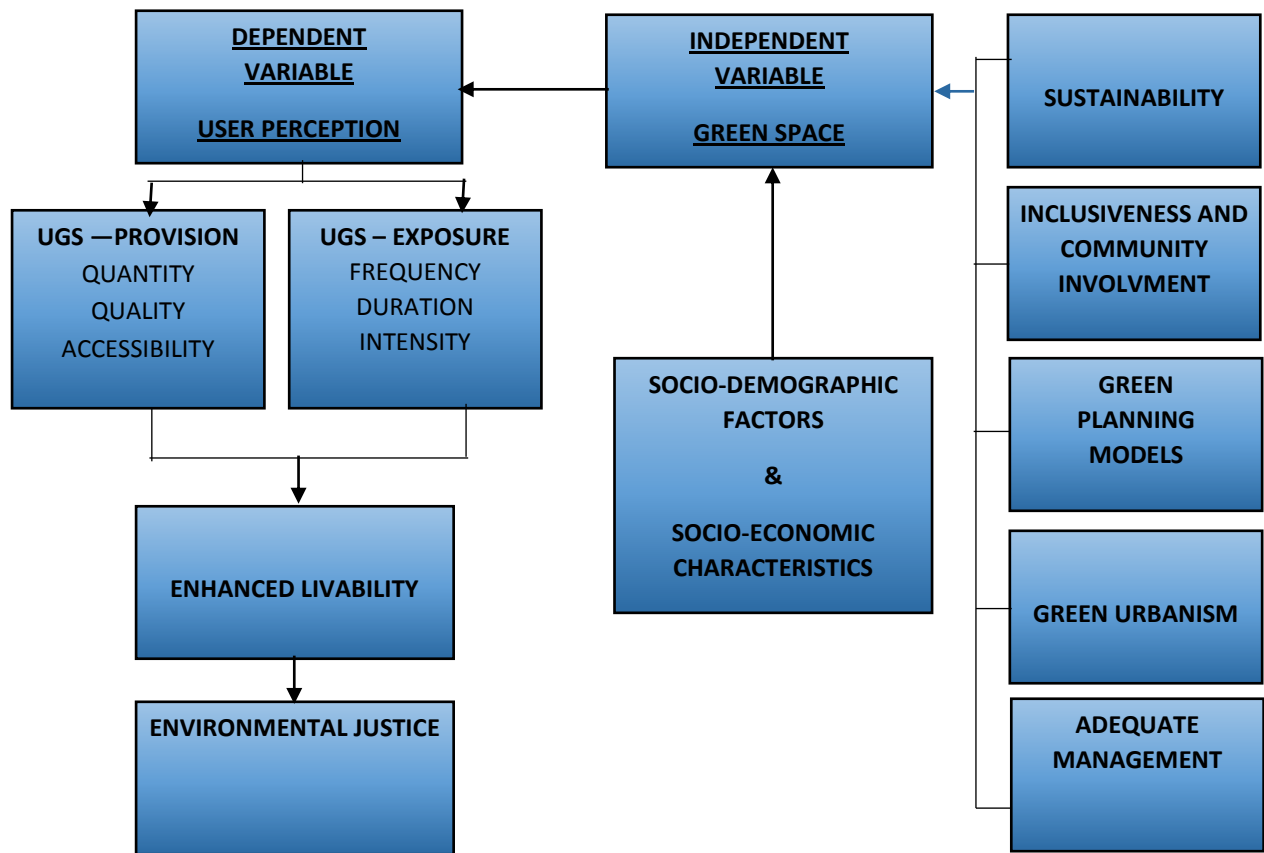 DEPENDENT
VARIABLE
USER PERCEPTION
INDEPENDENT
VARIABLE
GREEN SPACE
SUSTAINABILITY
UGS —PROVISION
QUANTITY
QUALITY
ACCESSIBILITY
UGS – EXPOSURE
FREQUENCY
DURATION
INTENSITY
INCLUSIVENESS AND
COMMUNITY
INVOLVMENT
SOCIO-DEMOGRAPHIC
FACTORS
&
SOCIO-ECONOMIC
CHARACTERISTICS
GREEN
PLANNING
MODELS
ENHANCED LIVABILITY
GREEN URBANISM
ENVIRONMENTAL JUSTICE
ADEQUATE
MANAGEMENT